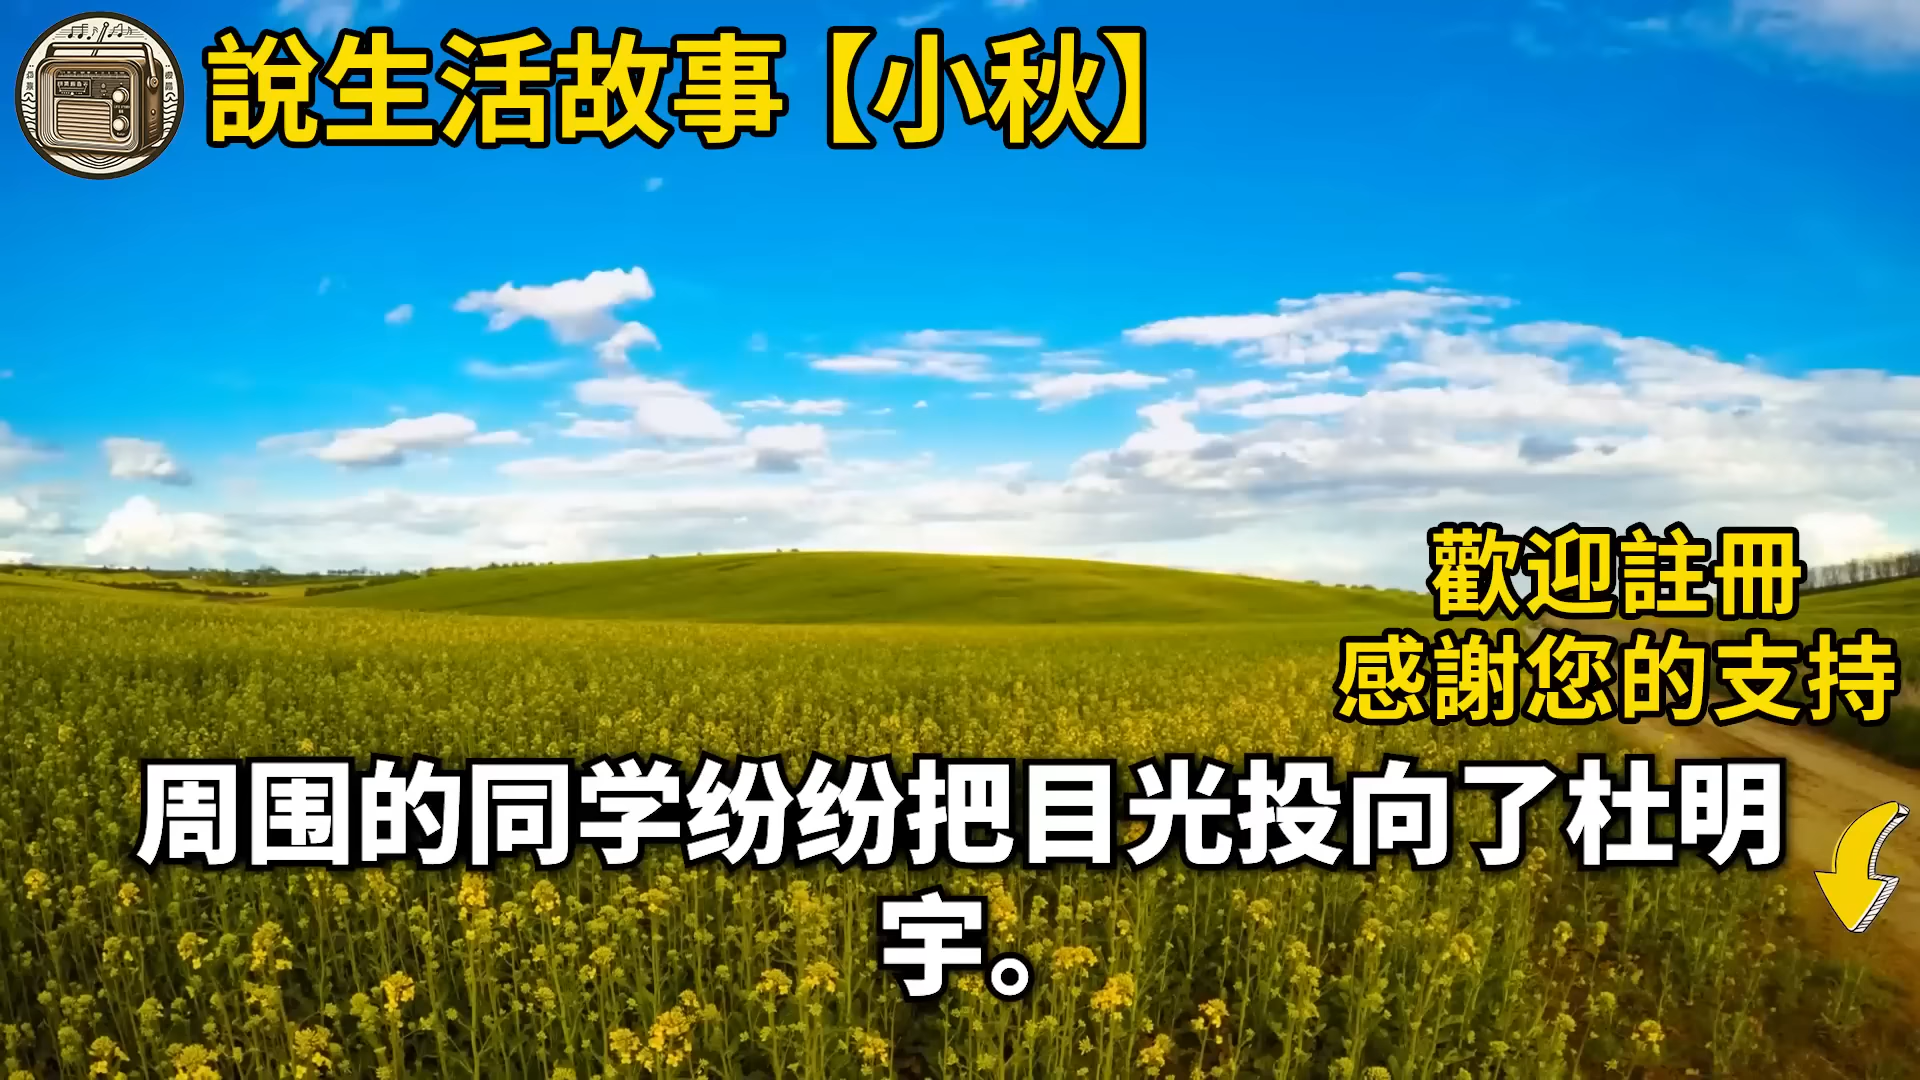 說生活故事【小秋】
歡迎註冊
感謝您的支持
周围的同学纷纷把目光投向了杜明
宇。